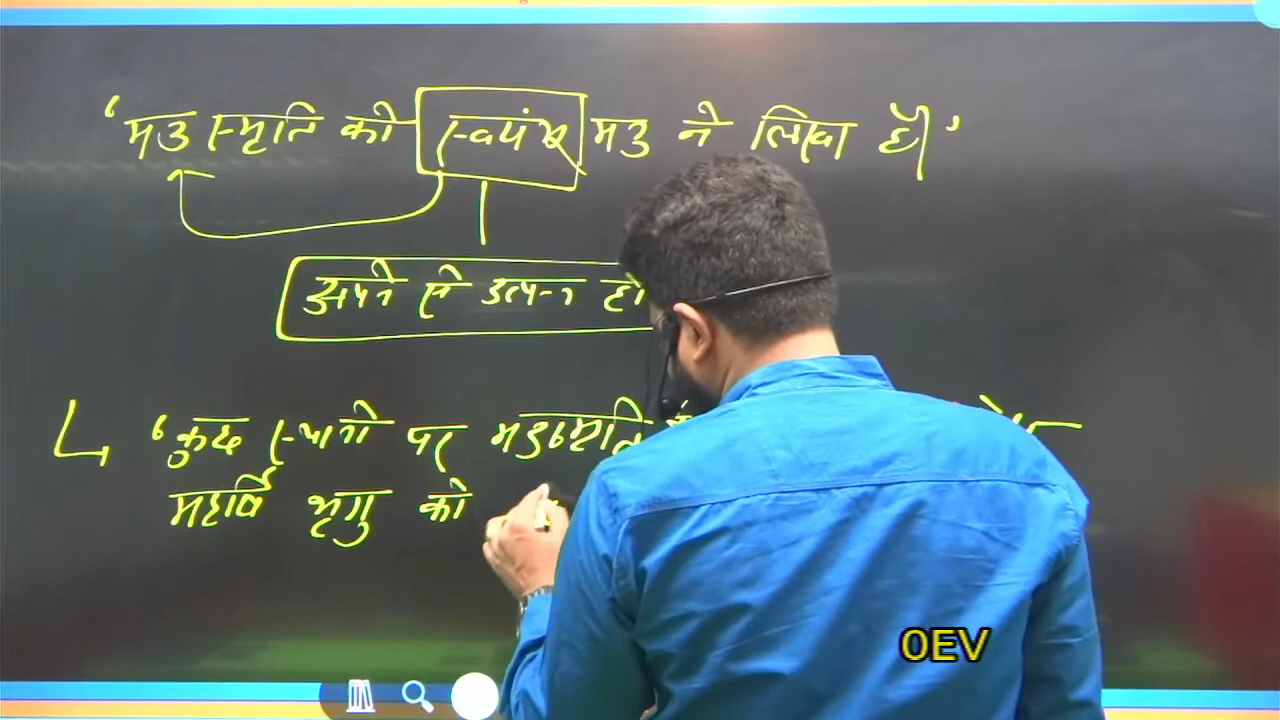 'मनु स्मृति को स्वयंभू मनु ने लिखा है।'
अपने से उत्पन्न हो
'कुछ स्थानों पर मनुस्मृति
महर्षि भृगु को
OEV